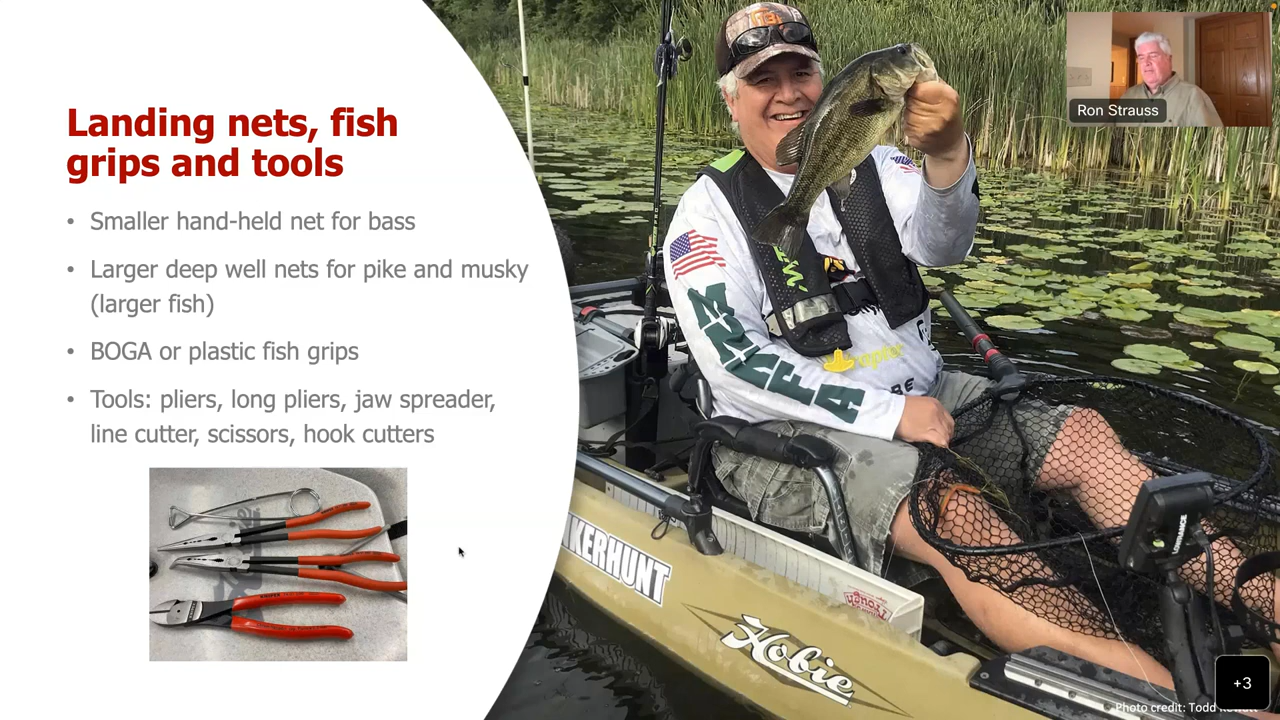 Landing nets, fish
grips and tools
• Smaller hand-held net for bass
• Larger deep well nets for pike and musky
(larger fish)
• BOGA or plastic fish grips
• Tools: pliers, long pliers, jaw spreader,
line cutter, scissors, hook cutters
Ron Strauss
LOWRANCE
KERHUNT
Hobie
+3
Photo credit: Todd